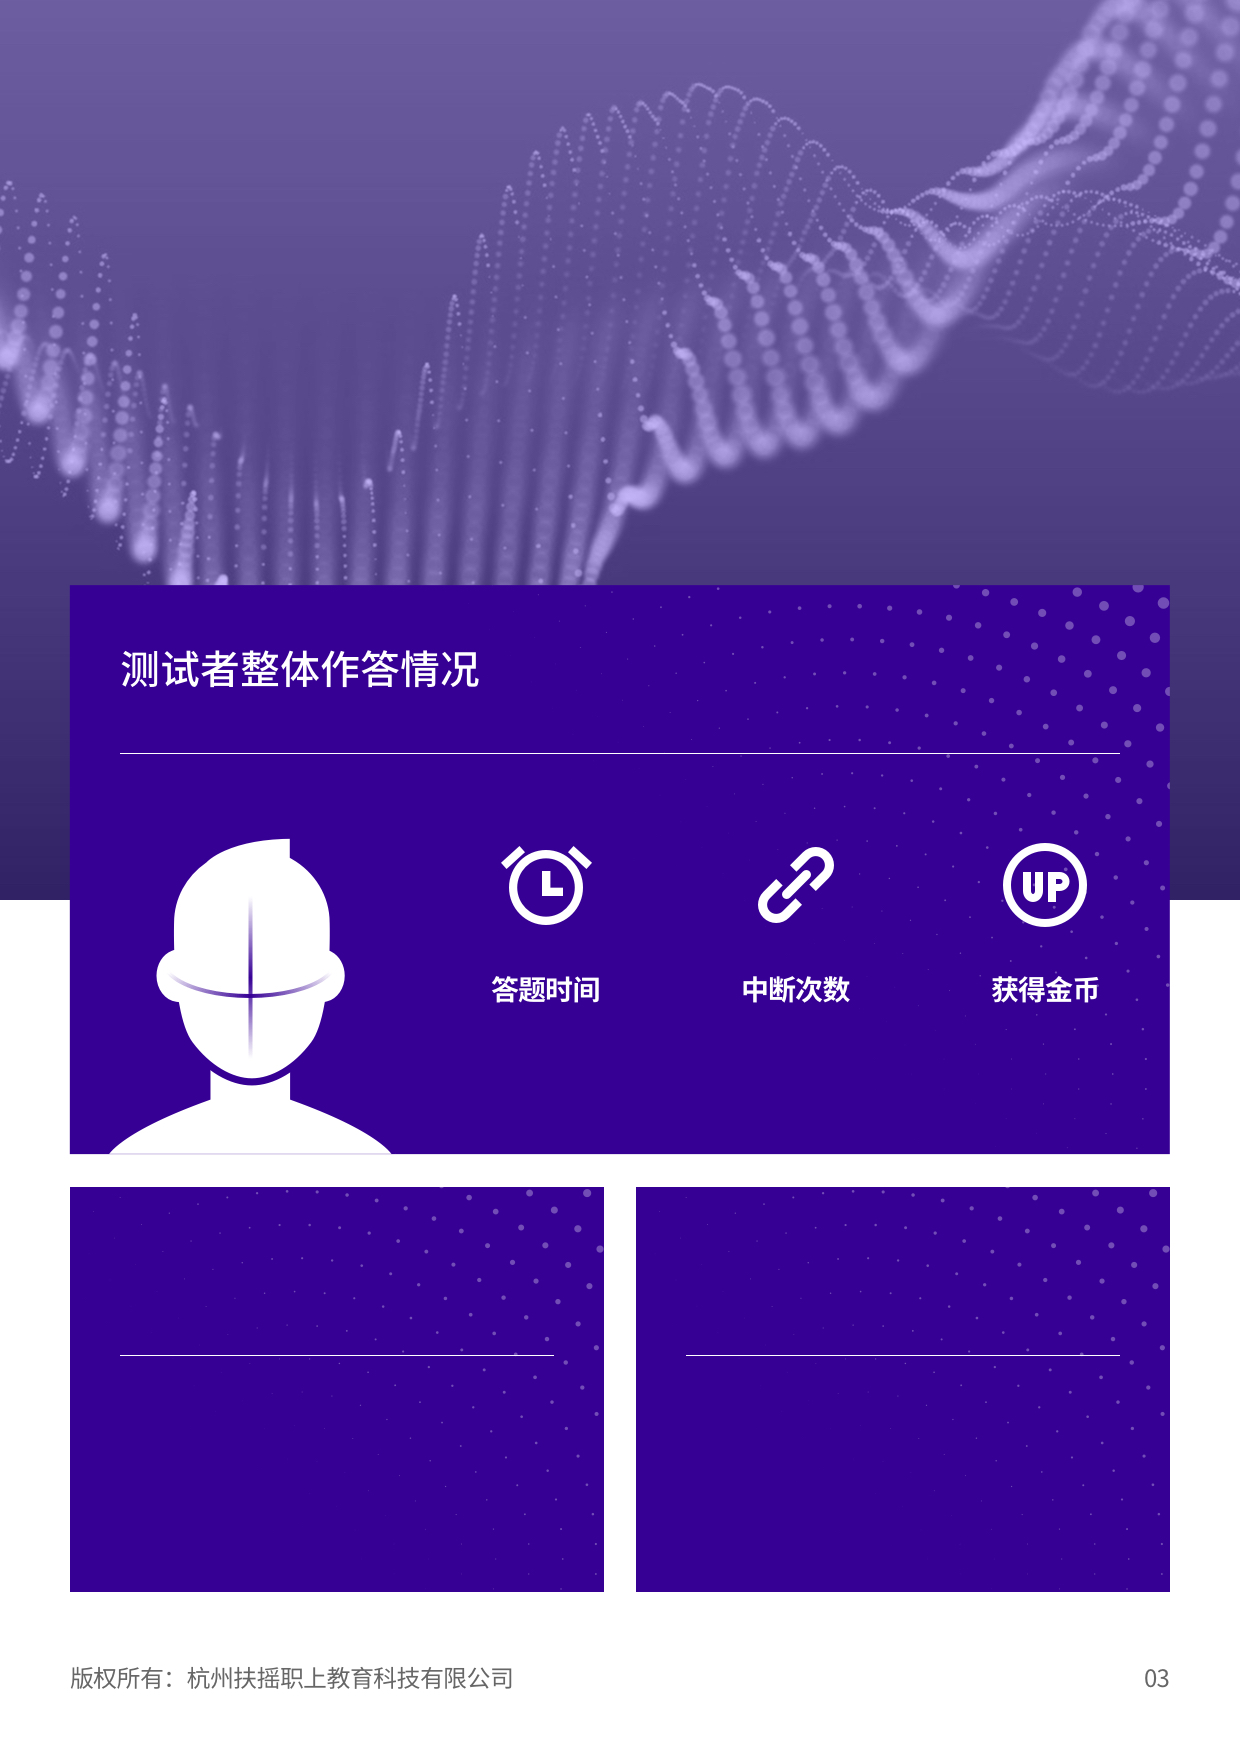 测试者整体作答情况
UP
答题时间
中断次数
获得金币
版权所有：杭州扶摇职上教育科技有限公司
03